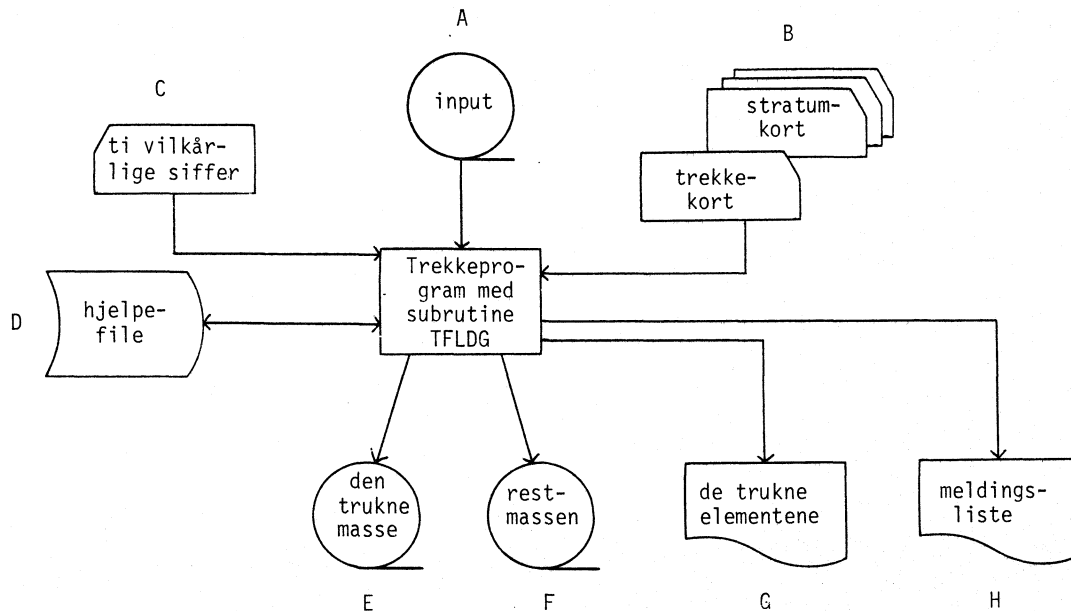 A
B
C
input
stratum-
kort
ti vilkår-
lige siffer
trekke-
kort
Trekkepro-
gram med
subrutine
TFLDG
D
hjelpe-
file
den
trukne
masse
rest-
massen
de trukne
elementene
meldings-
liste
E
F
G
H